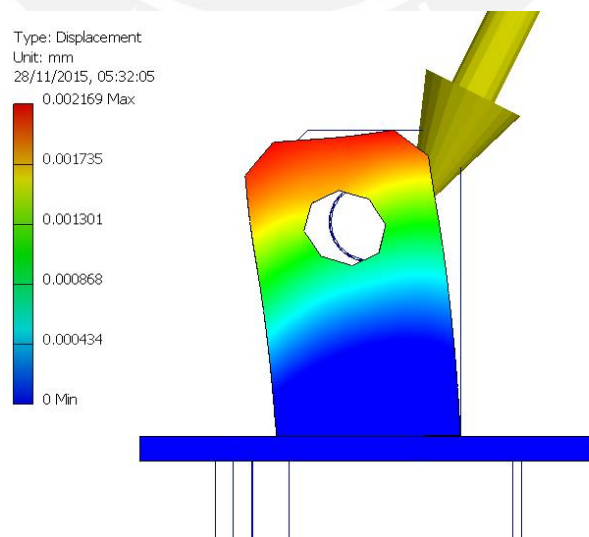 Type: Displacement
Unit: mm
28/11/2015, 05:32:05
0.002169 Max
0.001735
0.001301
0.000868
0.000434
0 Min